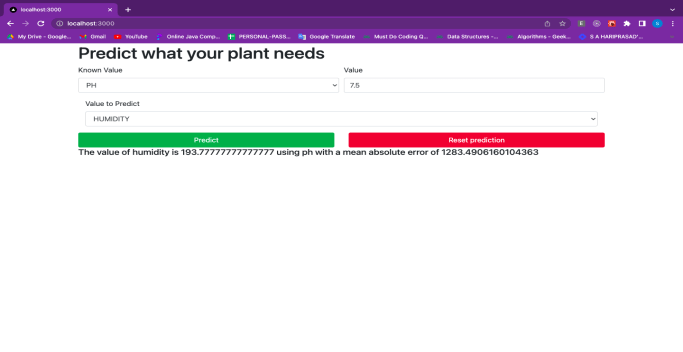 localhost:3000
localhost:3000
My Drive – Google... Gmail YouTube Online Java Comp... PERSONAL-PASS... Google Translate Must Do Coding Q... Data Structures -... Algorithms - Geek... S A HARIPRASAD'...
Predict what your plant needs
Known Value Value
PH 7.5
Value to Predict
HUMIDITY
Predict Reset prediction
The value of humidity is 193.77777777777777 using ph with a mean absolute error of 1283.4906160104363